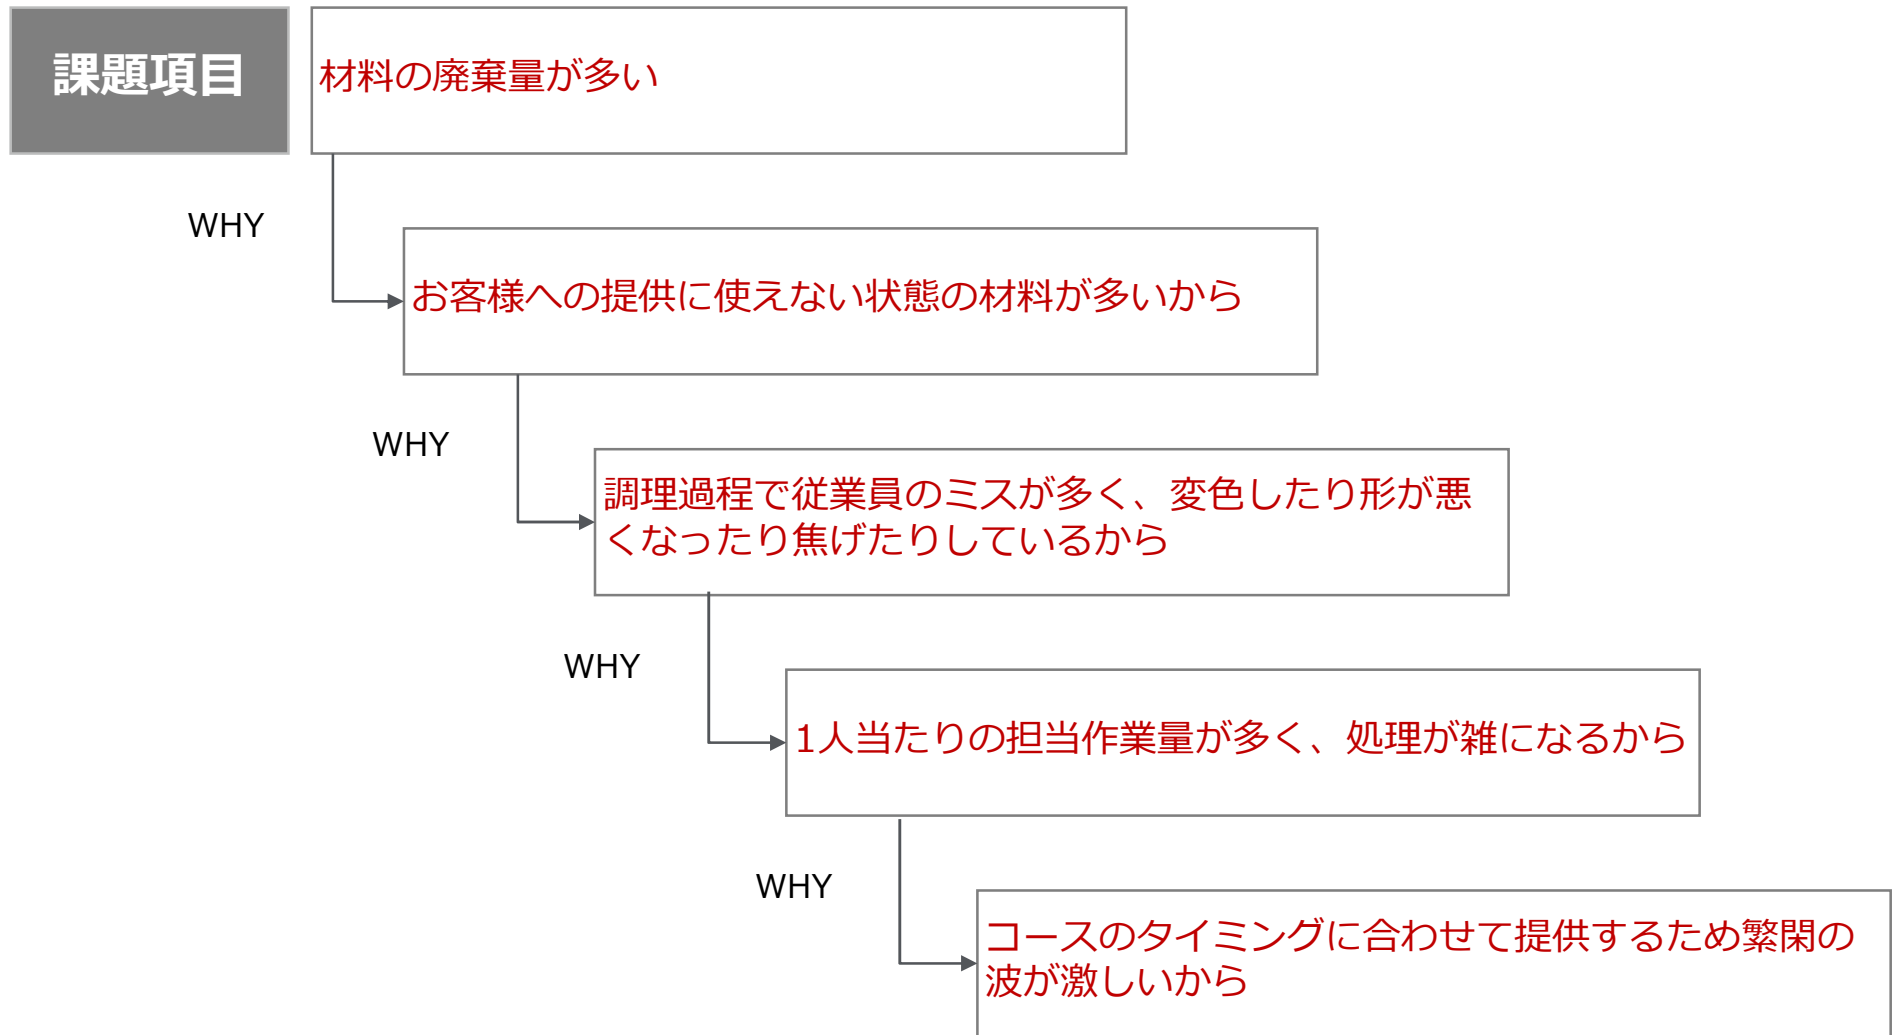 課題項目
材料の廃棄量が多い
WHY
お客様への提供に使えない状態の材料が多いから
WHY
調理過程で従業員のミスが多く、変色したり形が悪
くなったり焦げたりしているから
WHY
1人当たりの担当作業量が多く、処理が雑になるから
WHY
コースのタイミングに合わせて提供するため繁閑の
波が激しいから